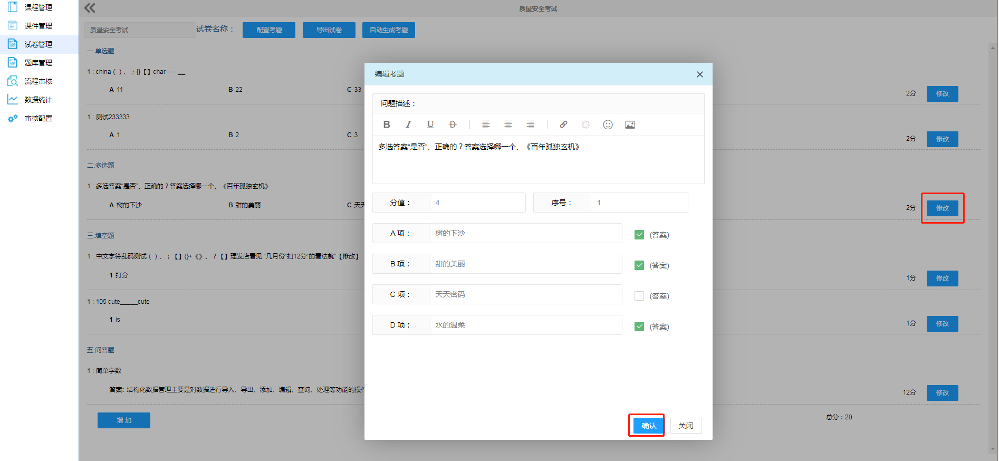 课程管理
课件管理
试卷管理
题库管理
流程审核
数据统计
审核配置
质量安全考试
质量安全考试 试卷名称： 配置考题 导出试卷 自动生成考题
一.单选题
1 : china（ ）、；{}【】char——__
A 11 B 22 C 33 2分 修改
1 : 测试233333
A 1 B 2 C 3 2分 修改
二.多选题
1 : 多选答案“是否”、正确的？答案选择哪一个、《百年孤独玄机》
A 树的下沙 B 甜的美丽 C 天天 2分 修改
三.填空题
1 : 中文字符乱码测试（ ）、；【】{}+《》、？【】理发店看见 “几月份”扣12分“的看法就”【修改】
1 打分 1分 修改
1 : 105 cute_____cute
1 is 1分 修改
五.问答题
1 : 简单字数
答案: 结构化数据管理主要是对数据进行导入、导出、添加、编辑、查询、处理等功能的操作 12分 修改
增 加 总分：20
编辑考题
问题描述：
B I U D
多选答案“是否”、正确的？答案选择哪一个、《百年孤独玄机》
分值： 4 序号： 1
A 项： 树的下沙 (答案)
B 项： 甜的美丽 (答案)
C 项： 天天密码 (答案)
D 项： 水的温柔 (答案)
确认 关闭